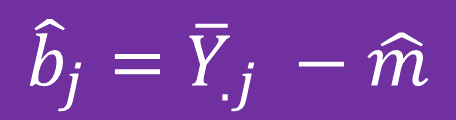 b̂ⱼ = Ȳ.ⱼ − m̂